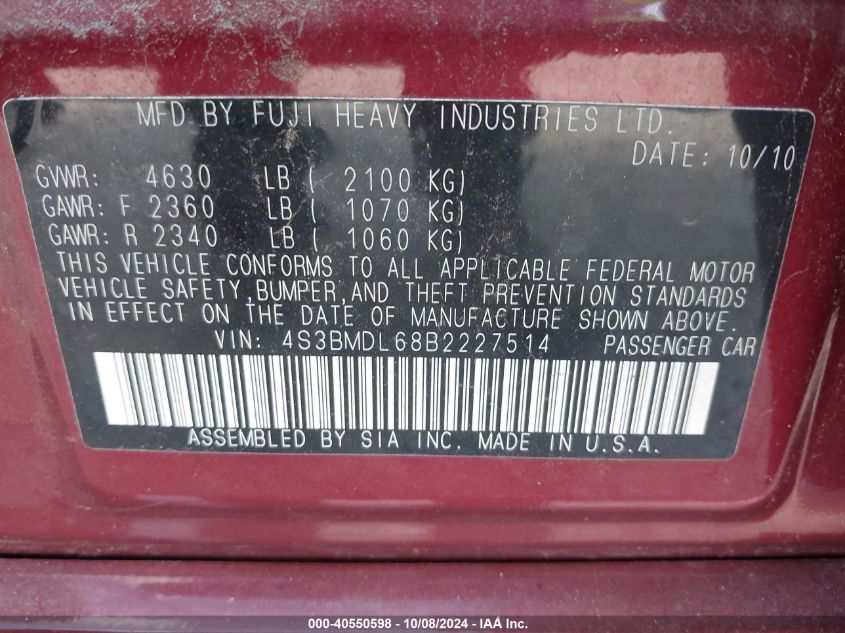 MFD.BY FUJI HEAVY INDUSTRIES LTD.
DATE: 10/10
GVWR: 4630 LB ( 2100 KG)
GAWR: F 2360 LB ( 1070 KG)
GAWR: R 2340 LB ( 1060 KG)
THIS VEHICLE CONFORMS TO ALL APPLICABLE FEDERAL MOTOR
VEHICLE SAFETY,BUMPER,AND THEFT PREVENTION STANDARDS
IN EFFECT ON THE DATE OF MANUFACTURE SHOWN ABOVE.
VIN: 4S3BMDL68B2227514 PASSENGER CAR
ASSEMBLED BY SIA INC. MADE IN U.S.A.
000-40550598 - 10/08/2024 - IAA Inc.